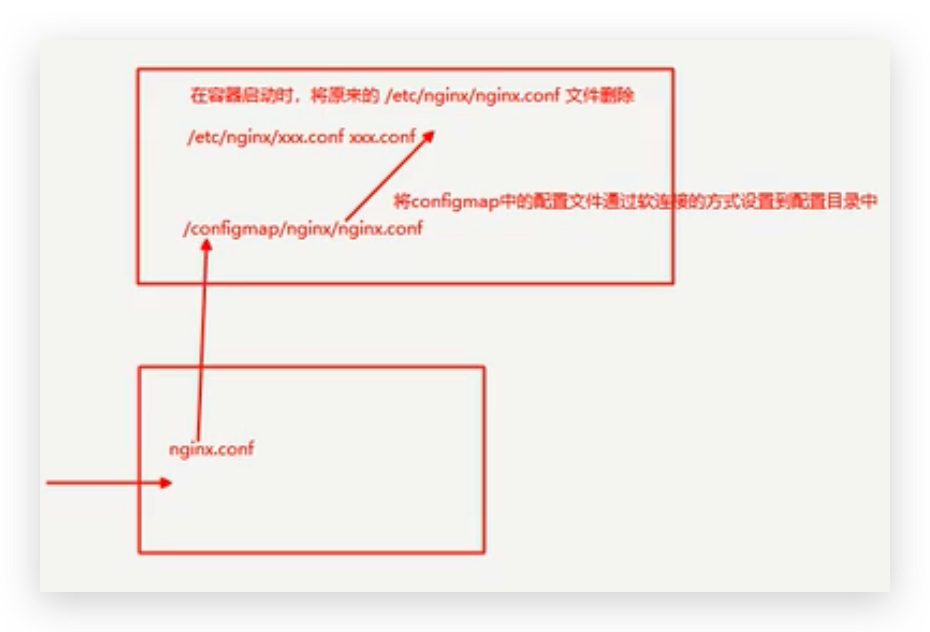 在容器启动时，将原来的 /etc/nginx/nginx.conf 文件删除
/etc/nginx/xxx.conf xxx.conf
将configmap中的配置文件通过软连接的方式设置到配置目录中
/configmap/nginx/nginx.conf
nginx.conf